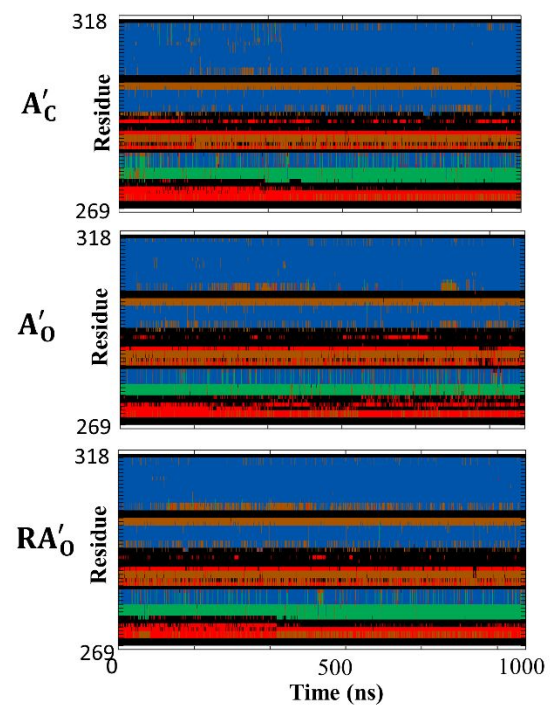 318
A′C
Residue
269
318
A′O
Residue
269
318
RA′O
Residue
269
0 500 1000
Time (ns)